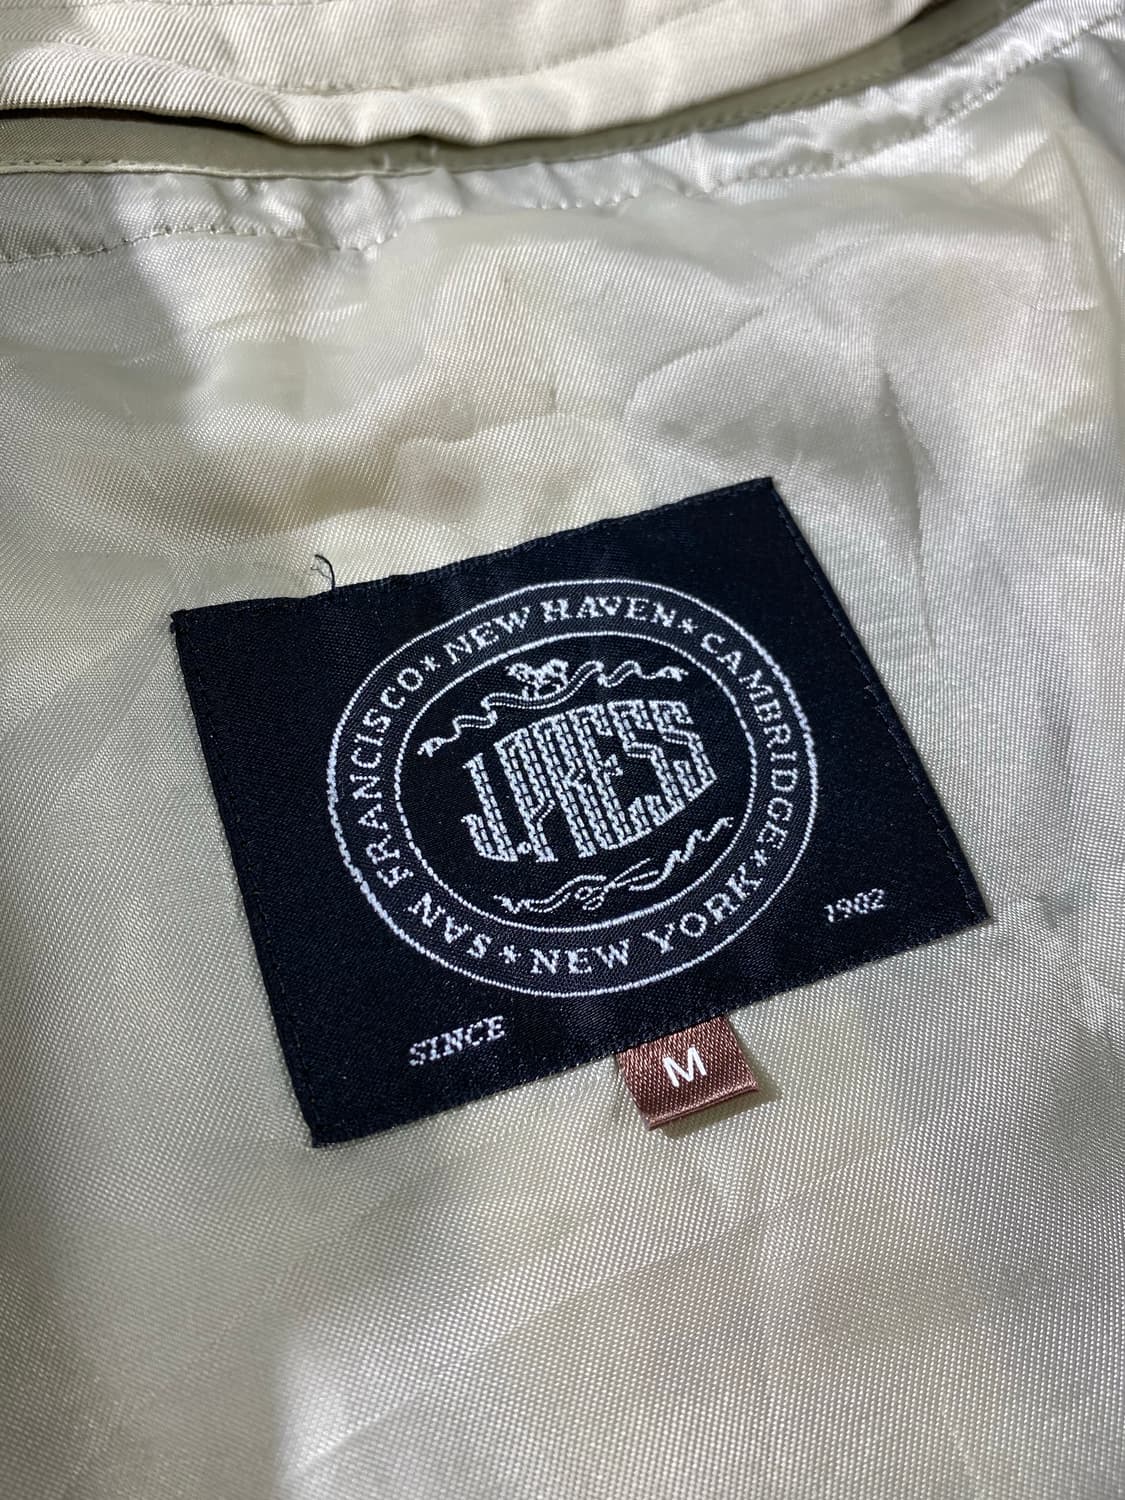 SAN FRANCISCO * NEW HAVEN * CAMBRIDGE * NEW YORK *
J.PRESS
SINCE 1902
M